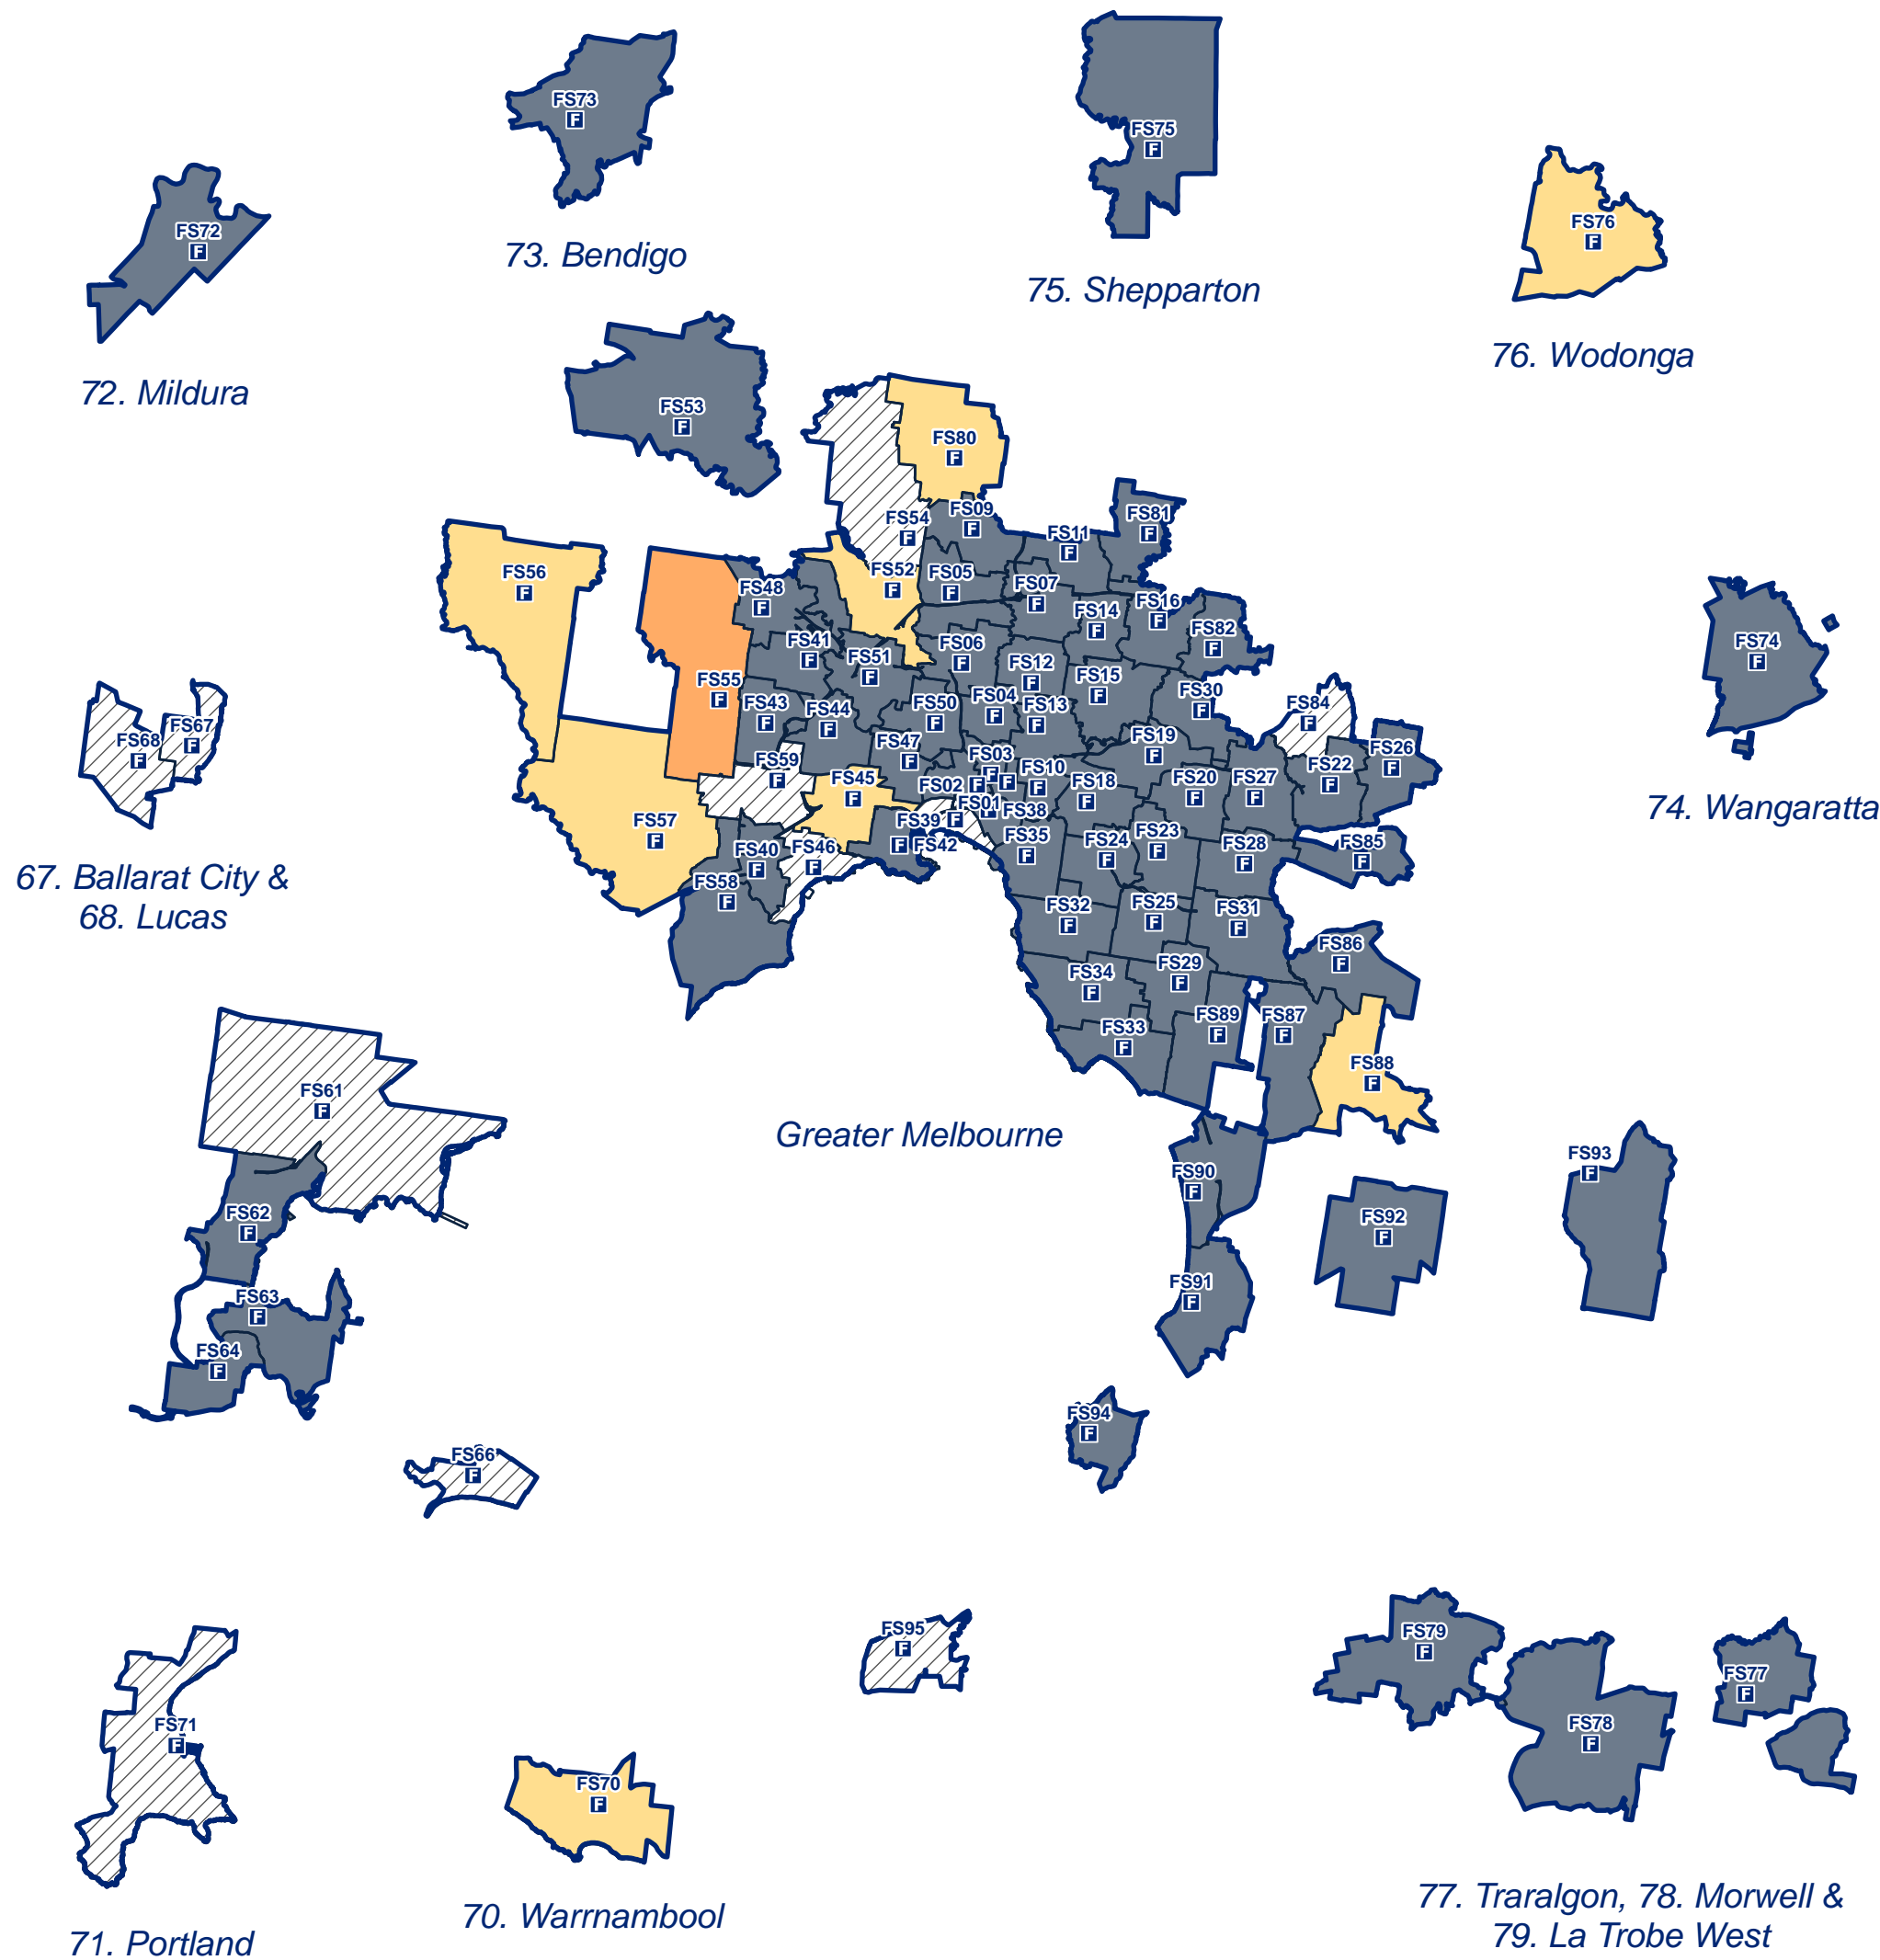 FS73
F
FS75
F
FS76
F
FS72
F
73. Bendigo
75. Shepparton
76. Wodonga
72. Mildura
FS53
F
FS80
F
FS54
F
FS09
F
FS81
F
FS11
F
FS56
F
FS48
F
FS52
F
FS05
F
FS07
F
FS14
F
FS16
F
FS82
F
FS74
F
FS41
F
FS51
F
FS06
F
FS12
F
FS15
F
FS55
F
FS43
F
FS44
F
FS50
F
FS04
F
FS13
F
FS30
F
FS84
F
FS68
F
FS67
F
FS59
F
FS47
F
FS03
F
FS19
F
FS26
F
FS22
F
FS45
F
FS02
F
FS10
F
FS18
F
FS20
F
FS27
F
74. Wangaratta
FS57
F
FS01
F
FS38
F
FS39
F
FS42
F
FS35
F
FS24
F
FS23
F
FS28
F
FS85
F
FS40
F
FS46
F
67. Ballarat City &
68. Lucas
FS58
F
FS32
F
FS25
F
FS31
F
FS86
F
FS34
F
FS29
F
FS33
F
FS89
F
FS87
F
FS88
F
FS61
F
Greater Melbourne
FS93
F
FS90
F
FS62
F
FS92
F
FS63
F
FS91
F
FS64
F
FS94
F
FS66
F
FS95
F
FS79
F
FS77
F
FS71
F
FS78
F
FS70
F
77. Traralgon, 78. Morwell &
79. La Trobe West
70. Warrnambool
71. Portland